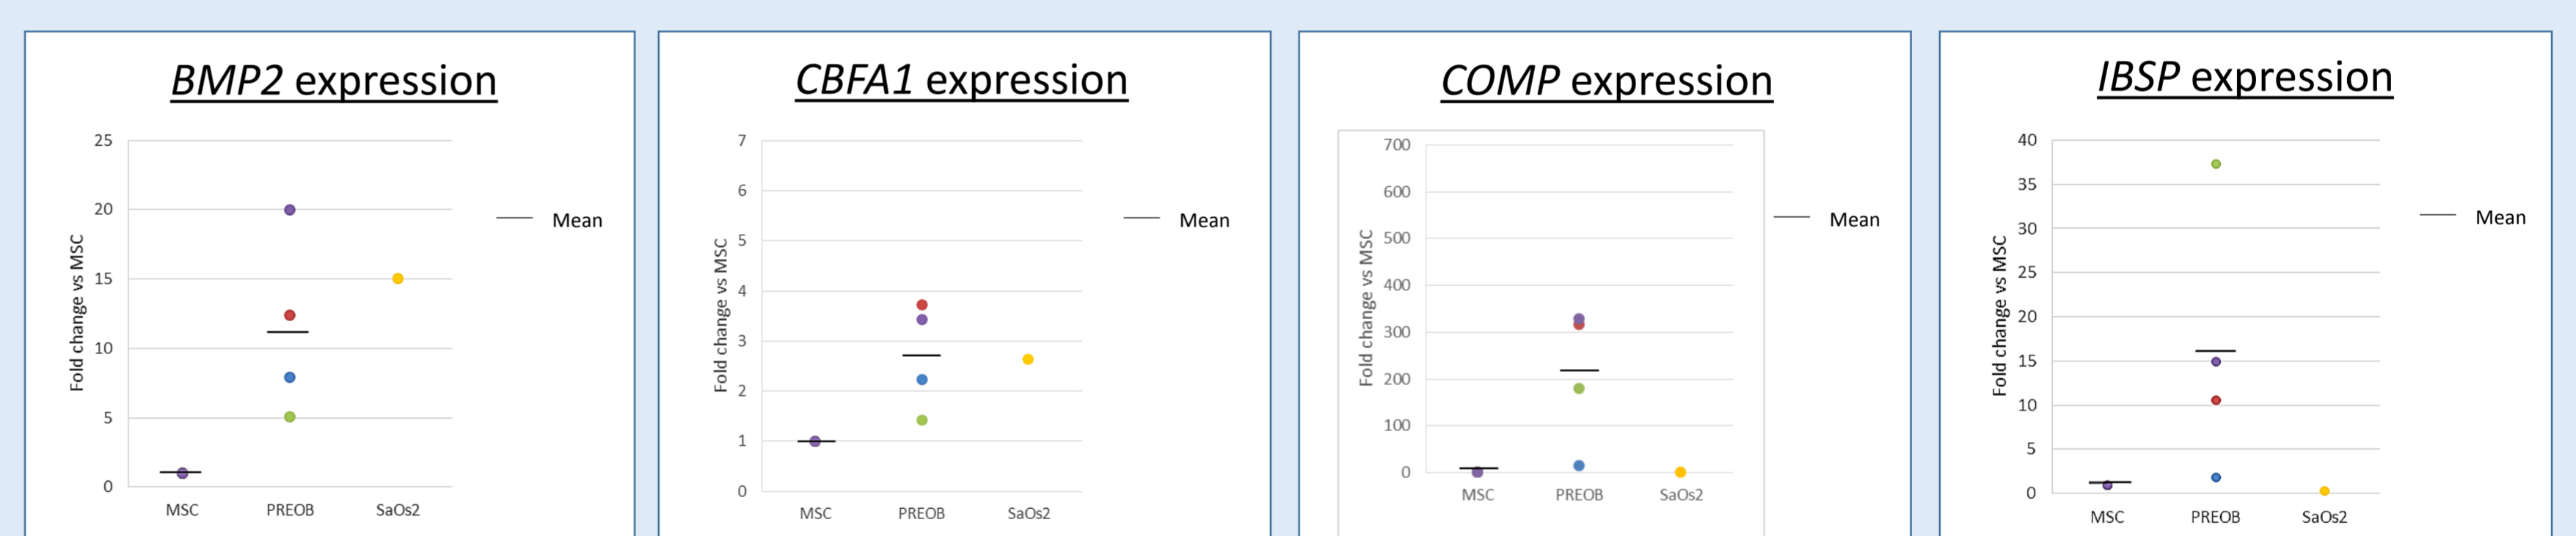 BMP2 expression
25
20
15
10
5
0
Fold change vs MSC
MSC PREOB SaOs2
Mean
CBFA1 expression
7
6
5
4
3
2
1
0
Fold change vs MSC
MSC PREOB SaOs2
Mean
COMP expression
700
600
500
400
300
200
100
0
Fold change vs MSC
MSC PREOB SaOs2
Mean
IBSP expression
40
35
30
25
20
15
10
5
0
Fold change vs MSC
MSC PREOB SaOs2
Mean